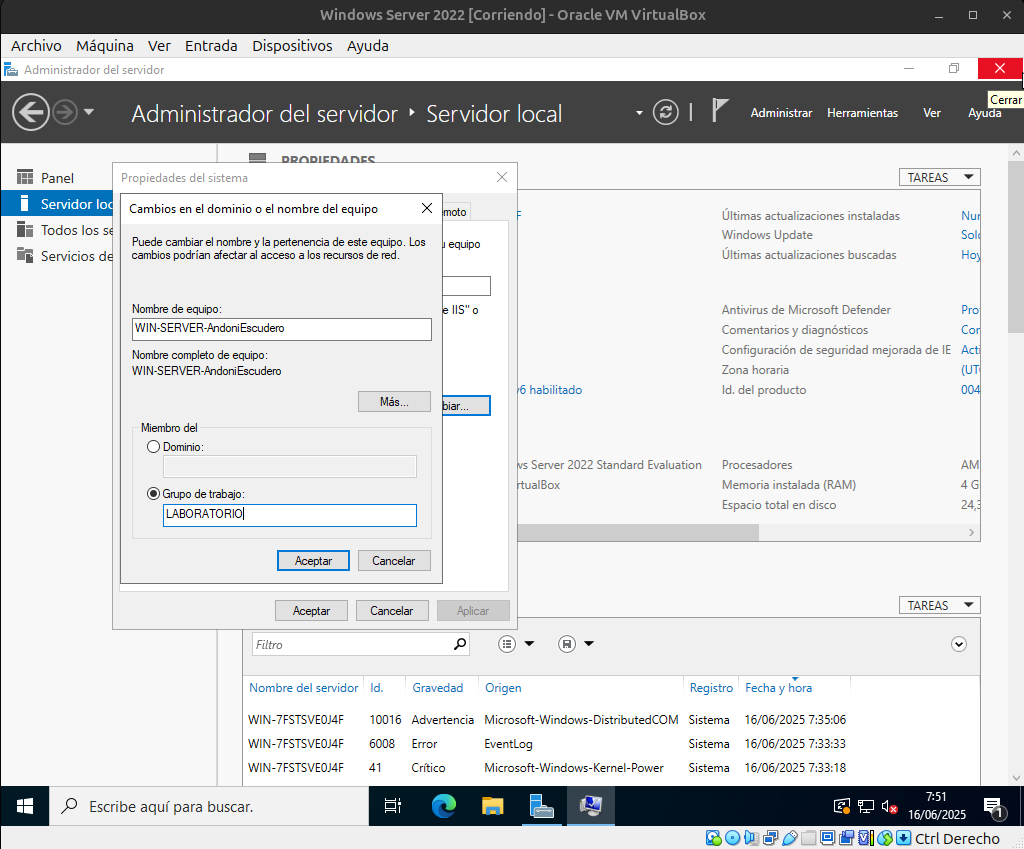 Windows Server 2022 [Corriendo] - Oracle VM VirtualBox
Archivo Máquina Ver Entrada Dispositivos Ayuda
Administrador del servidor
Cerrar
Administrador del servidor ‣ Servidor local
Administrar Herramientas Ver Ayuda
Panel
Servidor loc
Todos los se
Servicios de
PROPIEDADES
TAREAS
Propiedades del sistema
emoto
u equipo
e IIS" o
biar...
Aceptar Cancelar Aplicar
Cambios en el dominio o el nombre del equipo
Puede cambiar el nombre y la pertenencia de este equipo. Los
cambios podrían afectar al acceso a los recursos de red.
Nombre de equipo:
WIN-SERVER-AndoniEscudero
Nombre completo de equipo:
WIN-SERVER-AndoniEscudero
Más...
Miembro del
Dominio:
Grupo de trabajo:
LABORATORIO
Aceptar Cancelar
Últimas actualizaciones instaladas Nun
Windows Update Solo
Últimas actualizaciones buscadas Hoy
Antivirus de Microsoft Defender Pro
Comentarios y diagnósticos Con
Configuración de seguridad mejorada de IE Acti
Zona horaria (UTC
v6 habilitado Id. del producto 004
ws Server 2022 Standard Evaluation Procesadores AM
rtualBox Memoria instalada (RAM) 4 G
Espacio total en disco 24,3
TAREAS
Filtro
Nombre del servidor Id. Gravedad Origen Registro Fecha y hora
WIN-7FSTSVE0J4F 10016 Advertencia Microsoft-Windows-DistributedCOM Sistema 16/06/2025 7:35:06
WIN-7FSTSVE0J4F 6008 Error EventLog Sistema 16/06/2025 7:33:33
WIN-7FSTSVE0J4F 41 Crítico Microsoft-Windows-Kernel-Power Sistema 16/06/2025 7:33:18
Escribe aquí para buscar.
7:51
16/06/2025
1
Ctrl Derecho